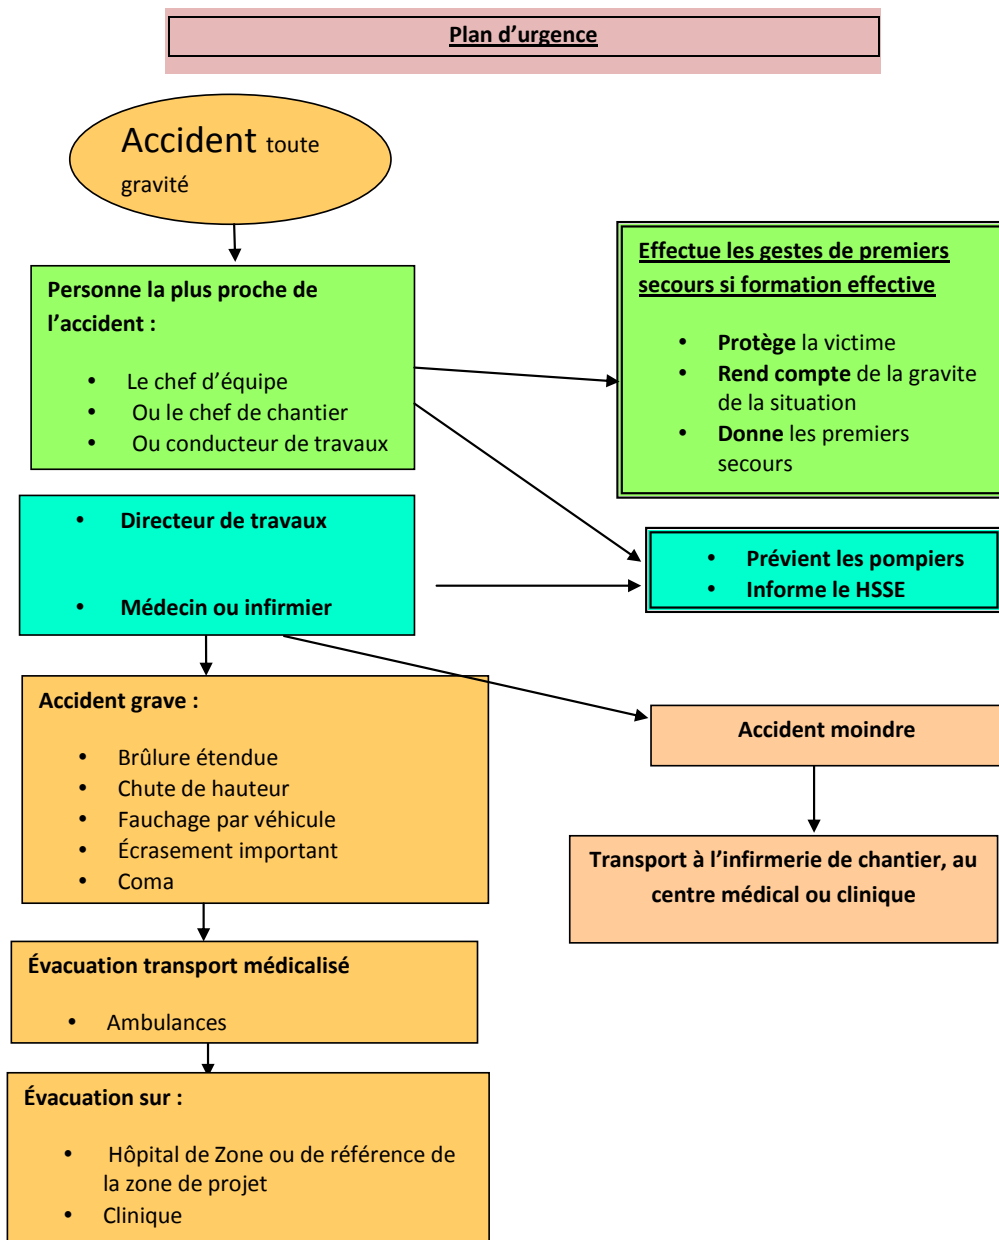 Plan d’urgence
Accident toute
gravité
Personne la plus proche de
l’accident :
• Le chef d’équipe
• Ou le chef de chantier
• Ou conducteur de travaux
Effectue les gestes de premiers
secours si formation effective
• Protège la victime
• Rend compte de la gravite
de la situation
• Donne les premiers
secours
• Directeur de travaux
• Médecin ou infirmier
• Prévient les pompiers
• Informe le HSSE
Accident grave :
• Brûlure étendue
• Chute de hauteur
• Fauchage par véhicule
• Écrasement important
• Coma
Accident moindre
Transport à l’infirmerie de chantier, au
centre médical ou clinique
Évacuation transport médicalisé
• Ambulances
Évacuation sur :
• Hôpital de Zone ou de référence de
la zone de projet
• Clinique